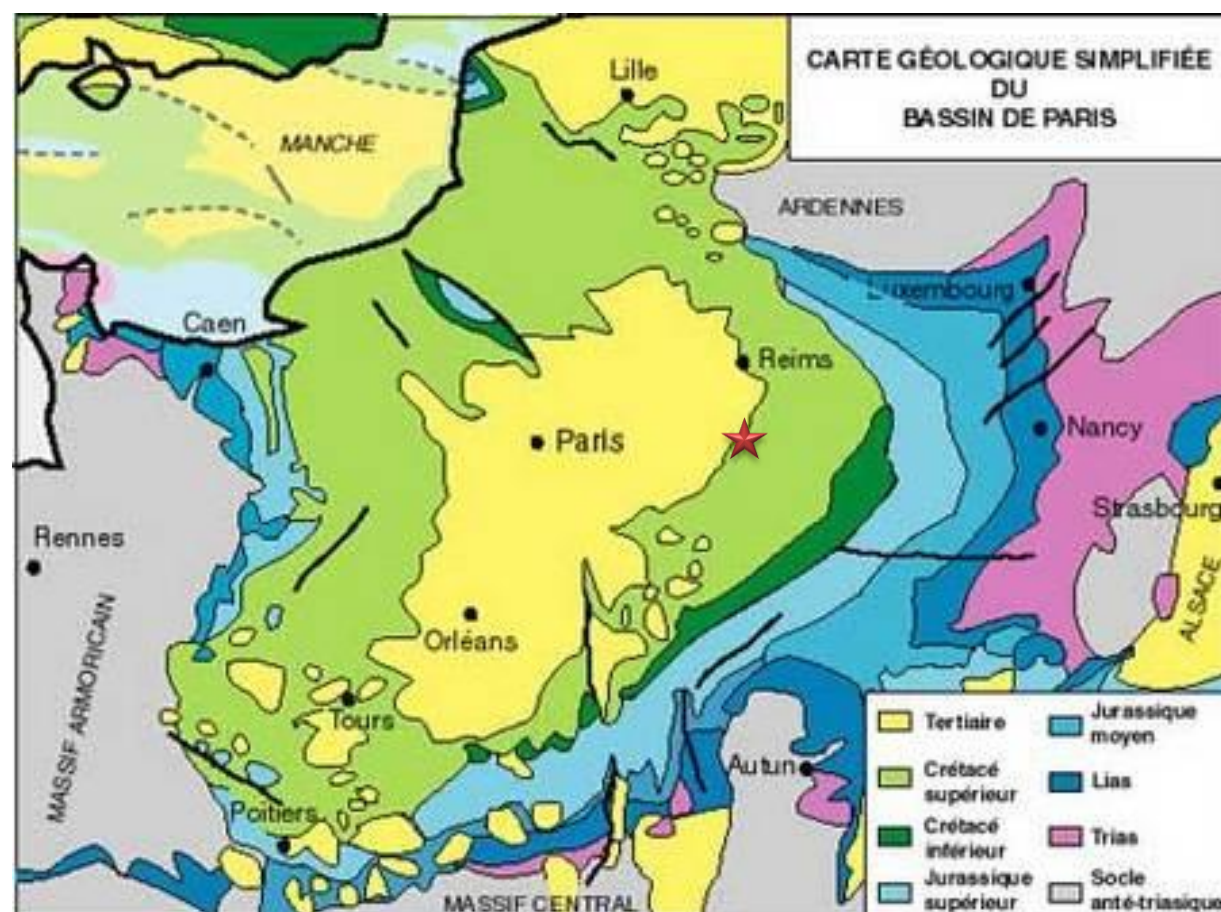 CARTE GÉOLOGIQUE SIMPLIFIÉE
DU
BASSIN DE PARIS
Lille
MANCHE
ARDENNES
Luxembourg
Caen
Reims
Paris
Nancy
Strasbourg
Rennes
ALSACE
MASSIF ARMORICAIN
Orléans
Tours
Autun
Poitiers
MASSIF CENTRAL
Tertiaire
Crétacé
supérieur
Crétacé
inférieur
Jurassique
supérieur
Jurassique
moyen
Lias
Trias
Socle
anté-triasique